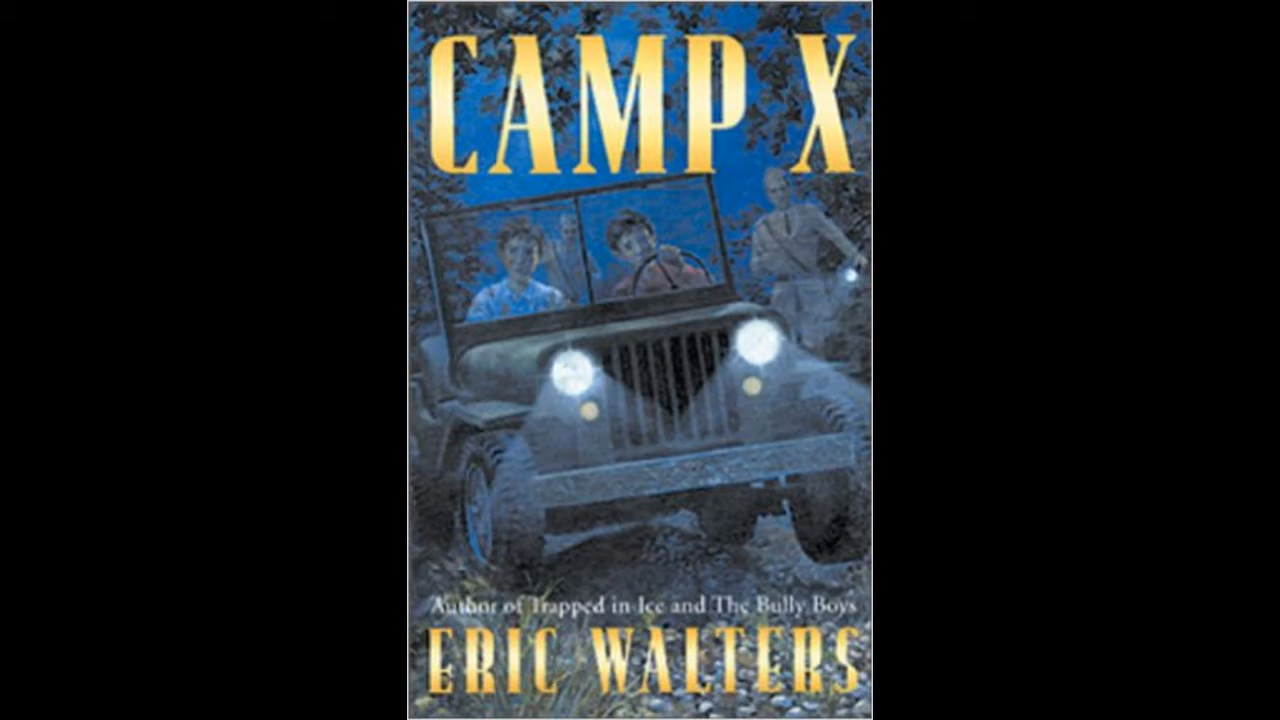 CAMP X
Author of Trapped in Ice and The Bully Boys
ERIC WALTERS